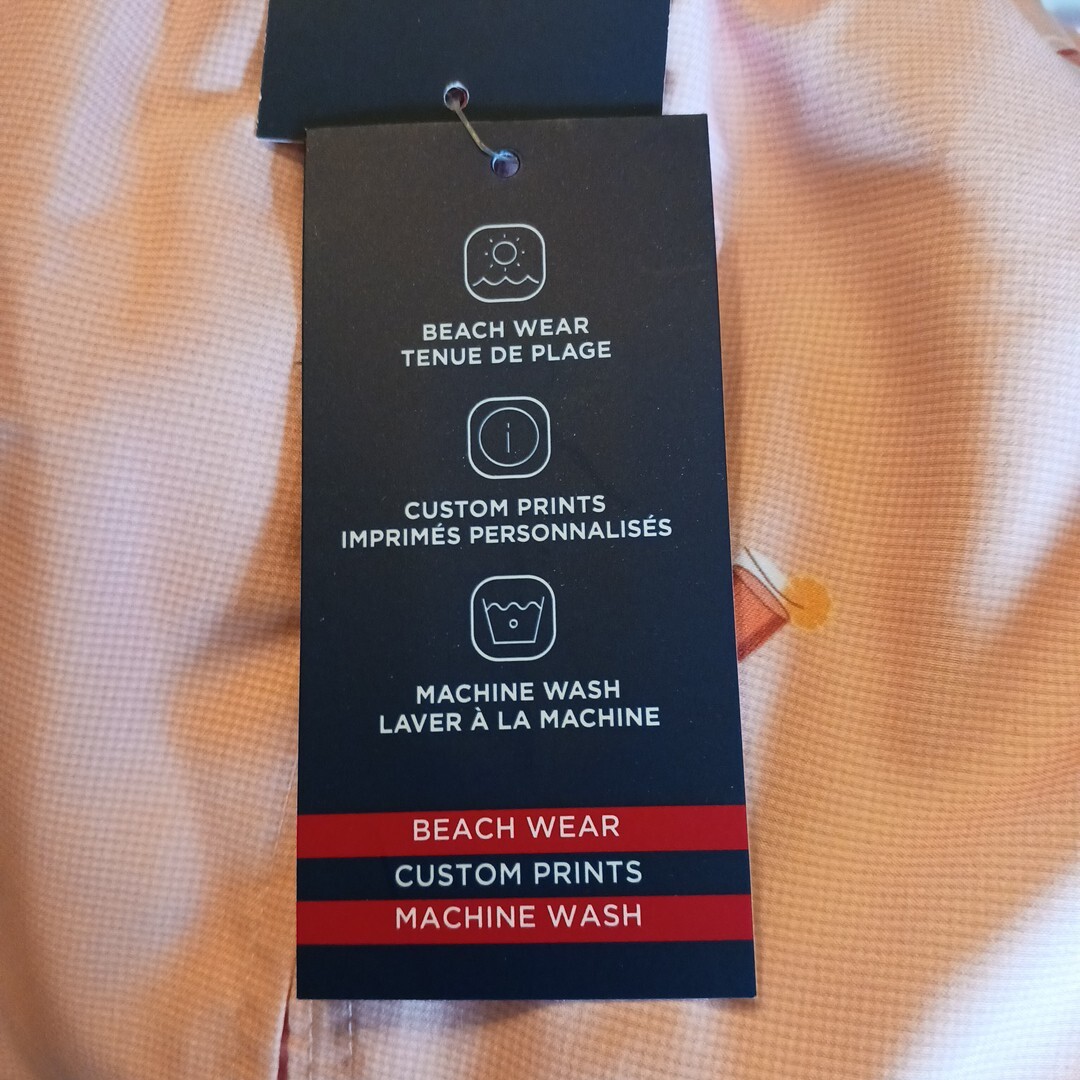 BEACH WEAR
TENUE DE PLAGE
i
CUSTOM PRINTS
IMPRIMÉS PERSONNALISÉS
MACHINE WASH
LAVER À LA MACHINE
BEACH WEAR
CUSTOM PRINTS
MACHINE WASH